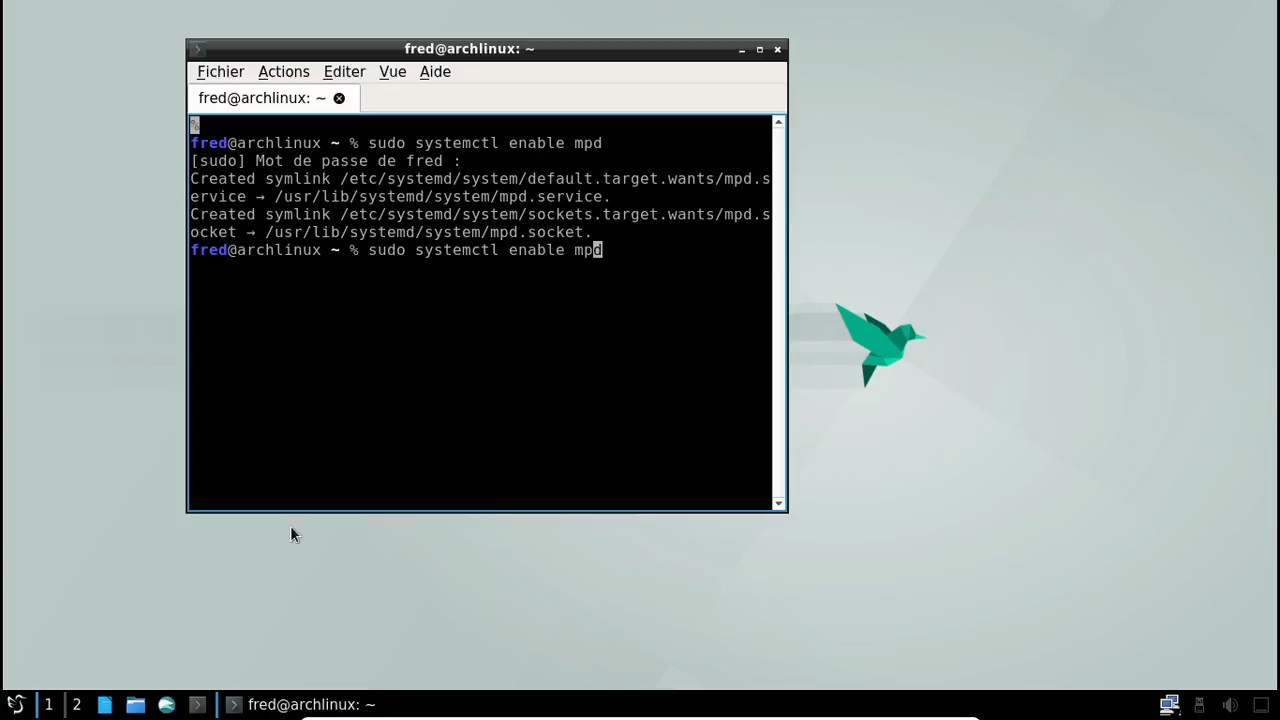 fred@archlinux: ~
Fichier Actions Editer Vue Aide
fred@archlinux: ~
%
fred@archlinux ~ % sudo systemctl enable mpd
[sudo] Mot de passe de fred :
Created symlink /etc/systemd/system/default.target.wants/mpd.s
ervice → /usr/lib/systemd/system/mpd.service.
Created symlink /etc/systemd/system/sockets.target.wants/mpd.s
ocket → /usr/lib/systemd/system/mpd.socket.
fred@archlinux ~ % sudo systemctl enable mpd
1 2 fred@archlinux: ~